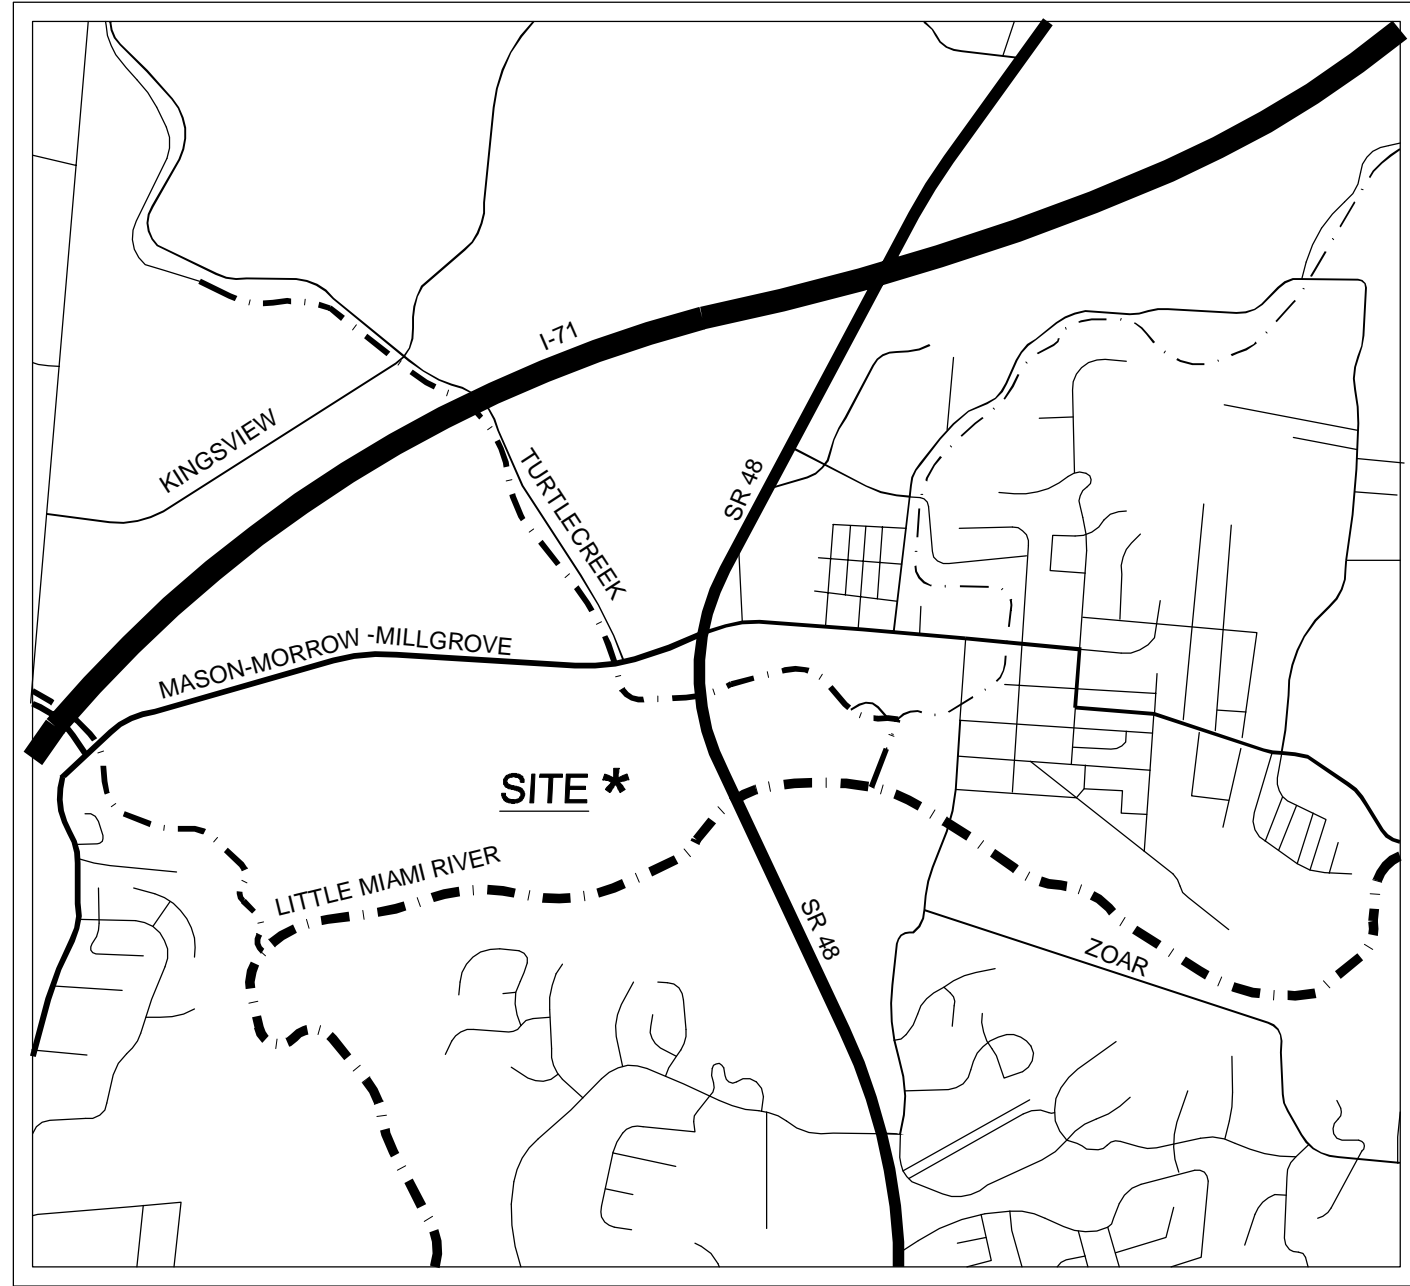 I-71
KINGSVIEW
TURTLECREEK
SR 48
MASON-MORROW -MILLGROVE
SITE *
LITTLE MIAMI RIVER
SR 48
ZOAR